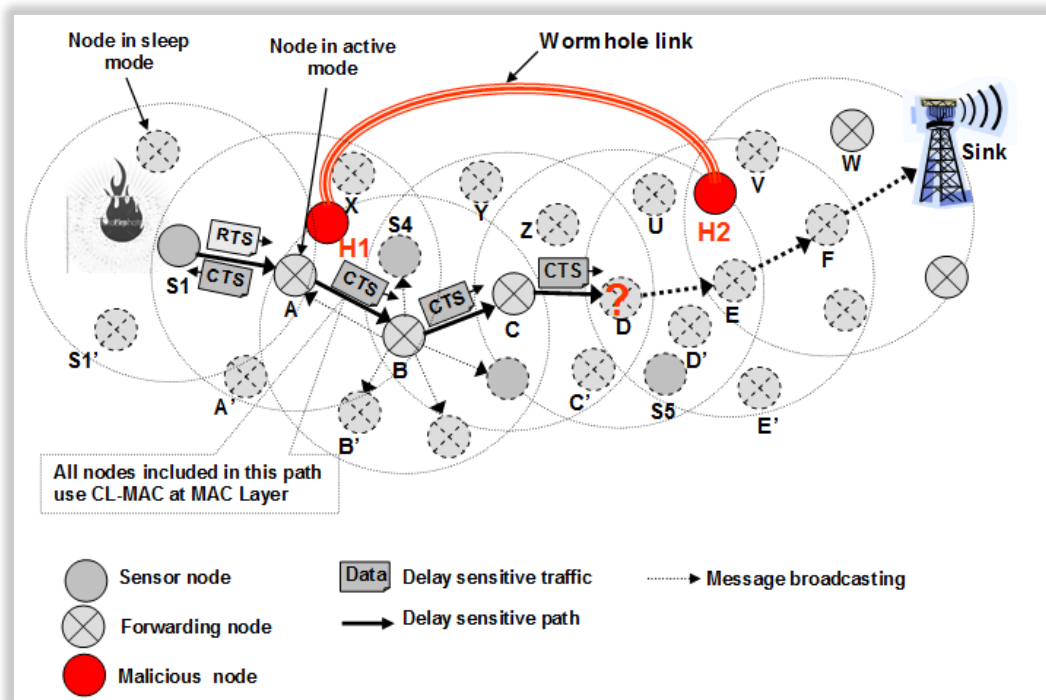 Node in sleep
mode
Node in active
mode
Wormhole link
W
Sink
V
X
Y
U
S4
Z
H1
H2
F
RTS
CTS
S1
A
CTS
CTS
C
CTS
?
D
E
B
S1'
A'
D'
B'
C'
S5
E'
All nodes included in this path
use CL-MAC at MAC Layer
Sensor node
Data
Delay sensitive traffic
Message broadcasting
Forwarding node
Delay sensitive path
Malicious node